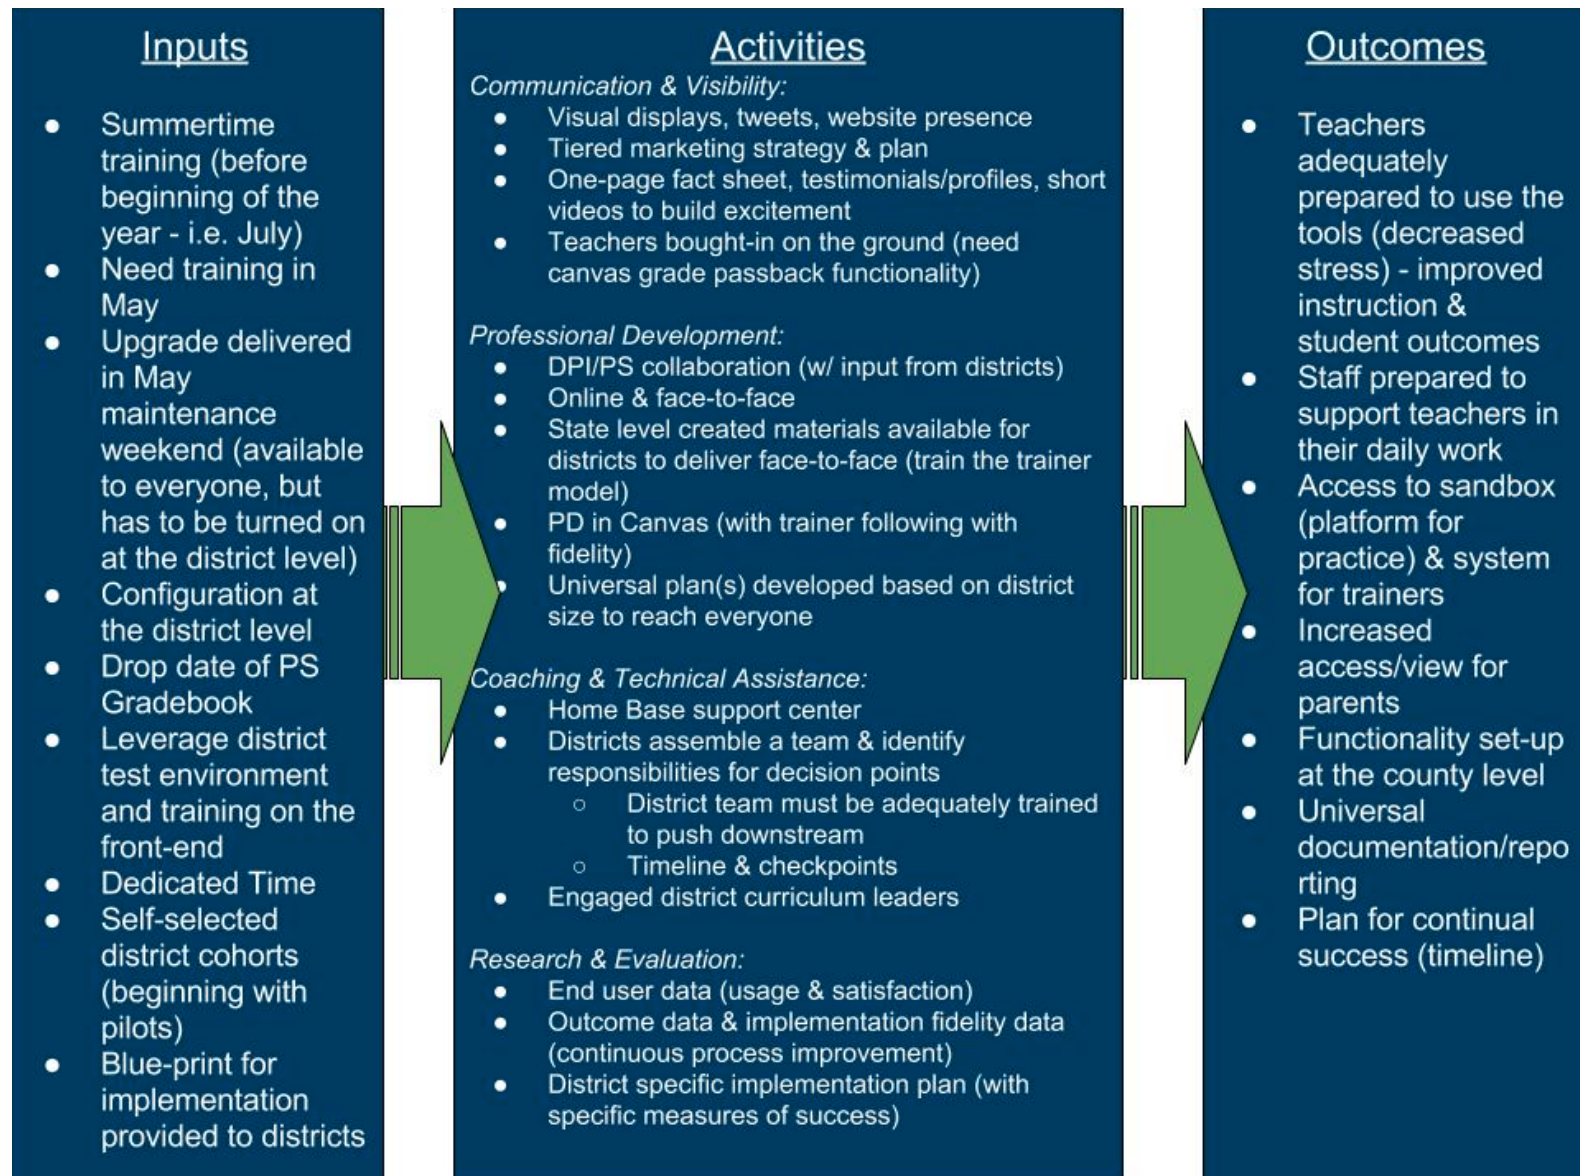 Inputs
● Summertime
training (before
beginning of the
year - i.e. July)
● Need training in
May
● Upgrade delivered
in May
maintenance
weekend (available
to everyone, but
has to be turned on
at the district level)
● Configuration at
the district level
● Drop date of PS
Gradebook
● Leverage district
test environment
and training on the
front-end
● Dedicated Time
● Self-selected
district cohorts
(beginning with
pilots)
● Blue-print for
implementation
provided to districts
Activities
Communication & Visibility:
● Visual displays, tweets, website presence
● Tiered marketing strategy & plan
● One-page fact sheet, testimonials/profiles, short
videos to build excitement
● Teachers bought-in on the ground (need
canvas grade passback functionality)
Professional Development:
● DPI/PS collaboration (w/ input from districts)
● Online & face-to-face
● State level created materials available for
districts to deliver face-to-face (train the trainer
model)
● PD in Canvas (with trainer following with
fidelity)
● Universal plan(s) developed based on district
size to reach everyone
Coaching & Technical Assistance:
● Home Base support center
● Districts assemble a team & identify
responsibilities for decision points
○ District team must be adequately trained
to push downstream
○ Timeline & checkpoints
● Engaged district curriculum leaders
Research & Evaluation:
● End user data (usage & satisfaction)
● Outcome data & implementation fidelity data
(continuous process improvement)
● District specific implementation plan (with
specific measures of success)
Outcomes
● Teachers
adequately
prepared to use the
tools (decreased
stress) - improved
instruction &
student outcomes
● Staff prepared to
support teachers in
their daily work
● Access to sandbox
(platform for
practice) & system
for trainers
● Increased
access/view for
parents
● Functionality set-up
at the county level
● Universal
documentation/repo
rting
● Plan for continual
success (timeline)